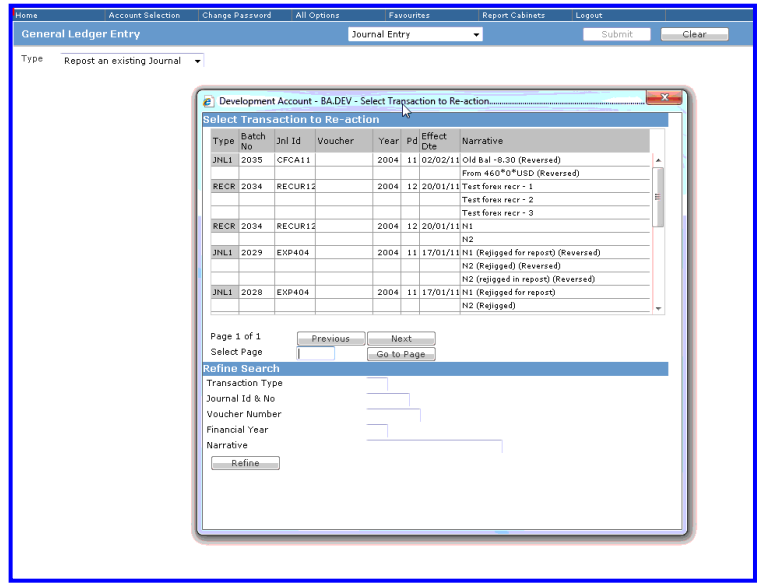 Home Account Selection Change Password All Options Favourites Report Cabinets Logout
General Ledger Entry Journal Entry Submit Clear
Type Repost an existing Journal
Development Account - BA.DEV - Select Transaction to Re-action
Select Transaction to Re-action
Type Batch No Jnl Id Voucher Year Pd Effect Dte Narrative
JNL1 2035 CFCA11 2004 11 02/02/11 Old Bal -8.30 (Reversed)
From 460*0*USD (Reversed)
RECR 2034 RECUR12 2004 12 20/01/11 Test forex recr - 1
Test forex recr - 2
Test forex recr - 3
RECR 2034 RECUR12 2004 12 20/01/11 N1
N2
JNL1 2029 EXP404 2004 11 17/01/11 N1 (Rejigged for repost) (Reversed)
N2 (Rejigged) (Reversed)
N2 (rejigged in repost) (Reversed)
JNL1 2028 EXP404 2004 11 17/01/11 N1 (Rejigged for repost)
N2 (Rejigged)
Page 1 of 1 Previous Next
Select Page Go to Page
Refine Search
Transaction Type
Journal Id & No
Voucher Number
Financial Year
Narrative
Refine